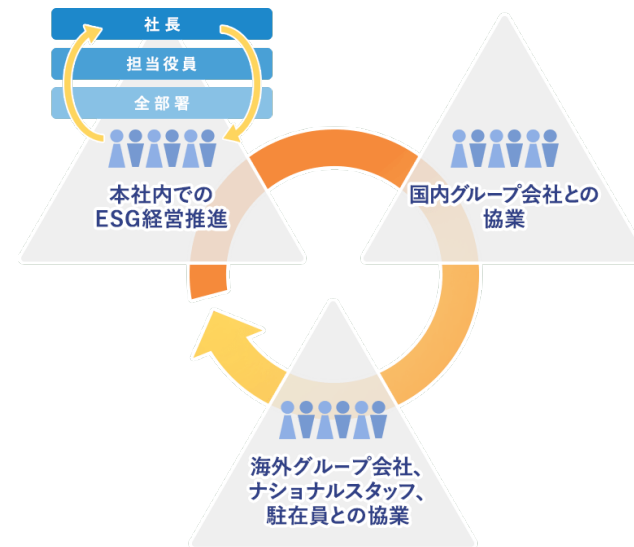 社長
担当役員
全部署
本社内での
ESG経営推進
国内グループ会社との
協業
海外グループ会社、
ナショナルスタッフ、
駐在員との協業